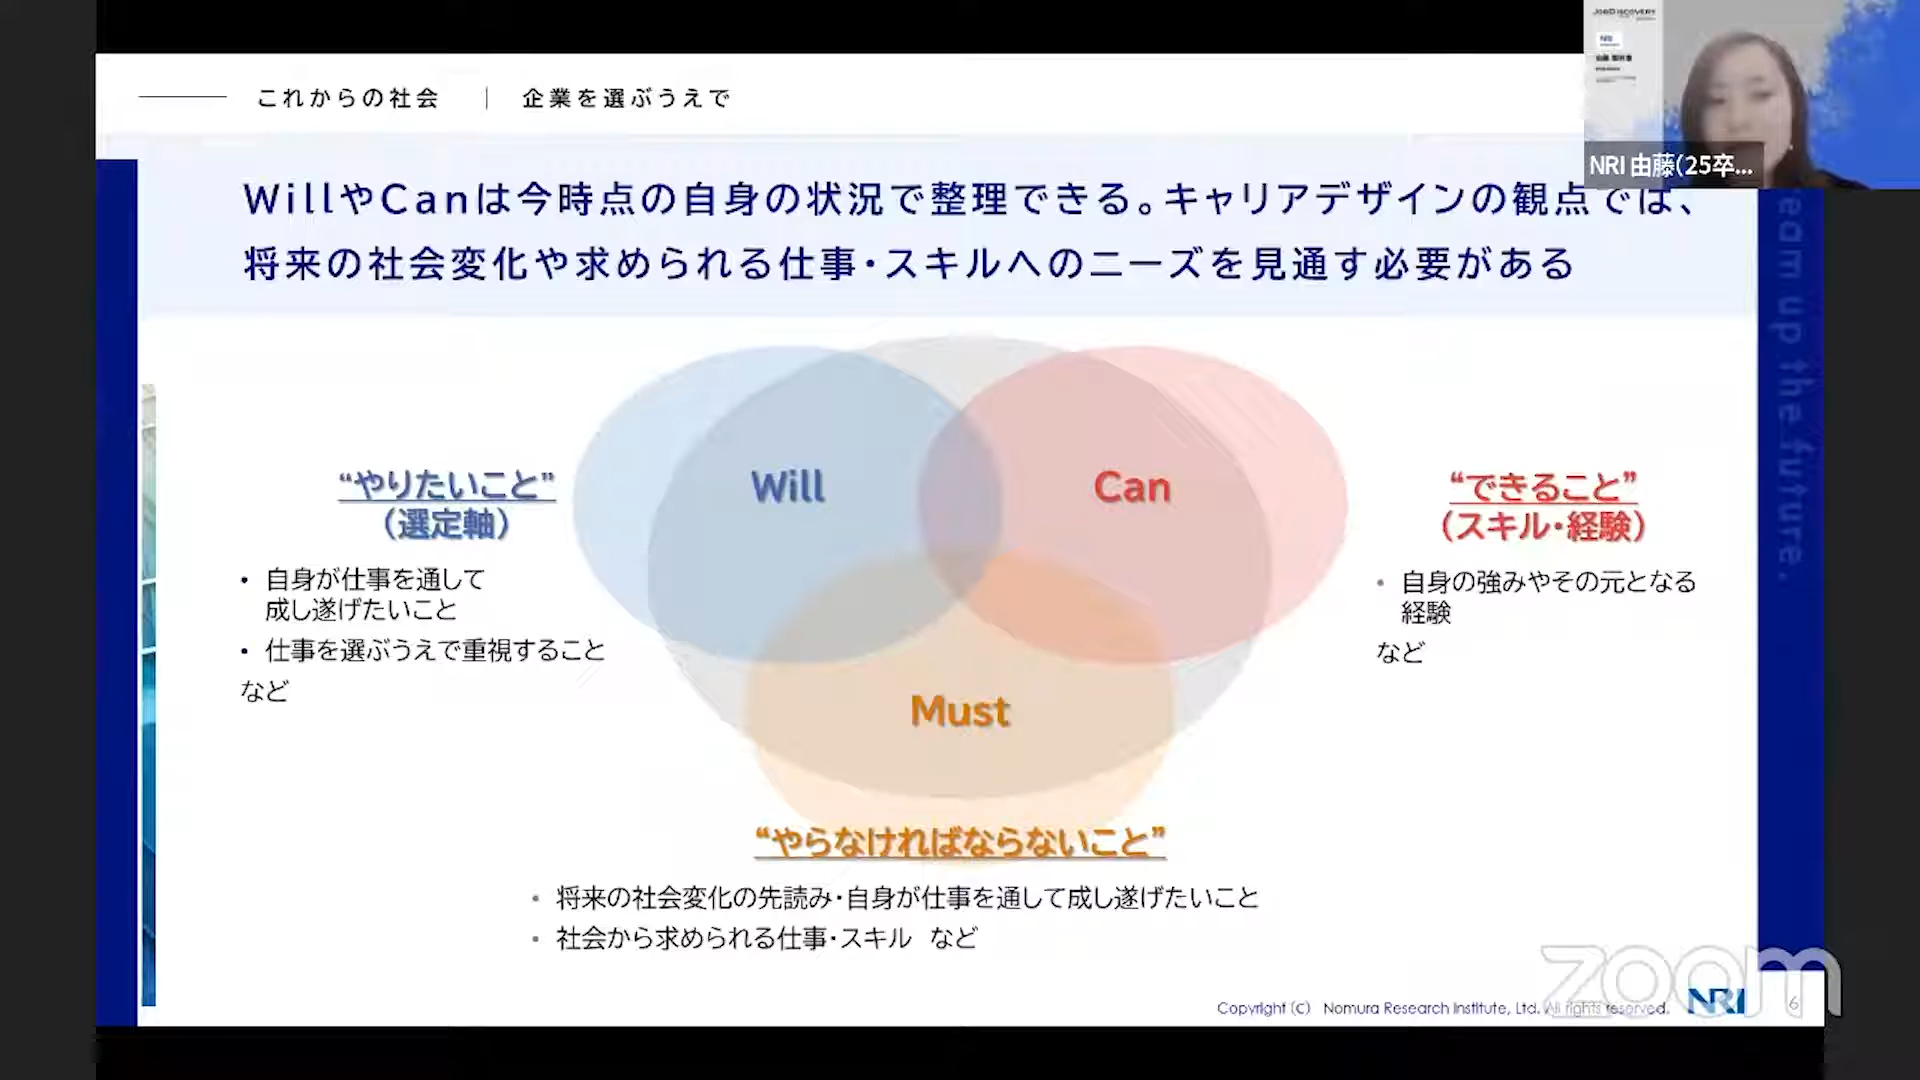 これからの社会 | 企業を選ぶうえで
JOBDISCOVERY
NRI
NRI 由藤(25卒...
WillやCanは今時点の自身の状況で整理できる。キャリアデザインの観点では、
将来の社会変化や求められる仕事・スキルへのニーズを見通す必要がある
eam up the future.
Will
Can
Must
“やりたいこと”
（選定軸）
• 自身が仕事を通して
成し遂げたいこと
• 仕事を選ぶうえで重視すること
など
“できること”
（スキル・経験）
• 自身の強みやその元となる
経験
など
“やらなければならないこと”
• 将来の社会変化の先読み・自身が仕事を通して成し遂げたいこと
• 社会から求められる仕事・スキル など
zoom
Copyright（C） Nomura Research Institute, Ltd. All rights reserved.
NRI
6